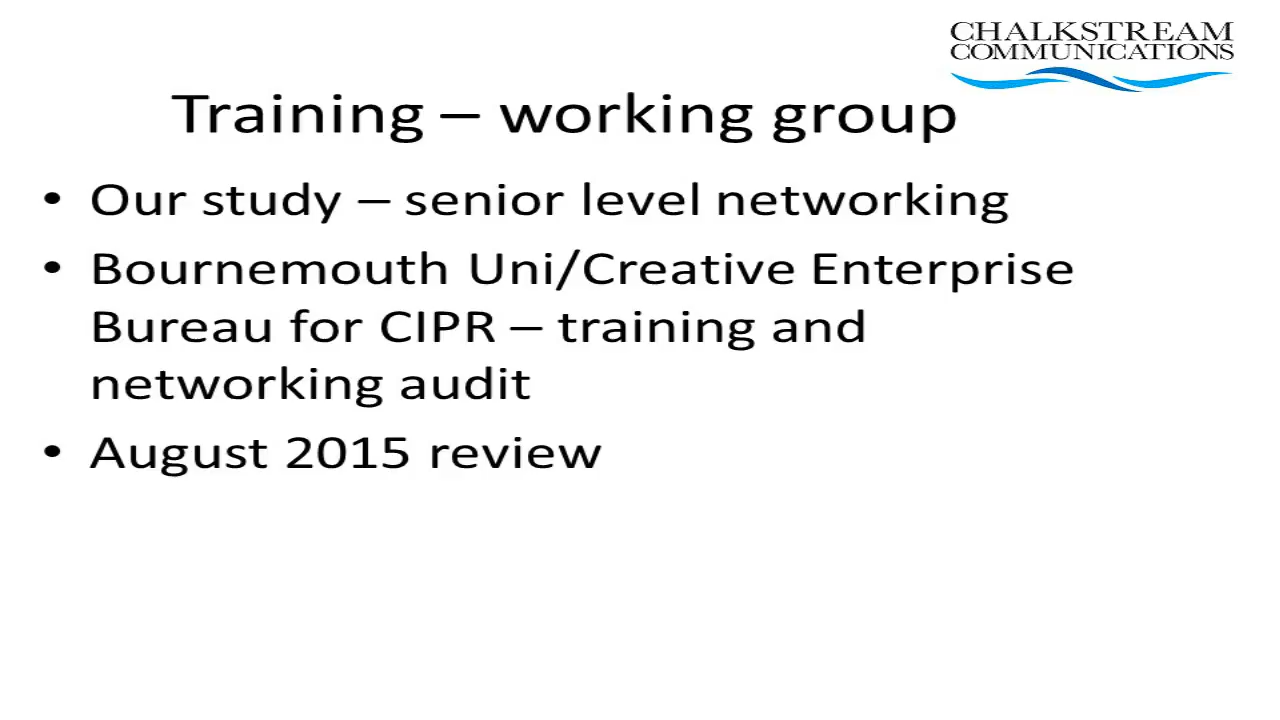 CHALKSTREAM
COMMUNICATIONS
Training – working group
• Our study – senior level networking
• Bournemouth Uni/Creative Enterprise
Bureau for CIPR – training and
networking audit
• August 2015 review